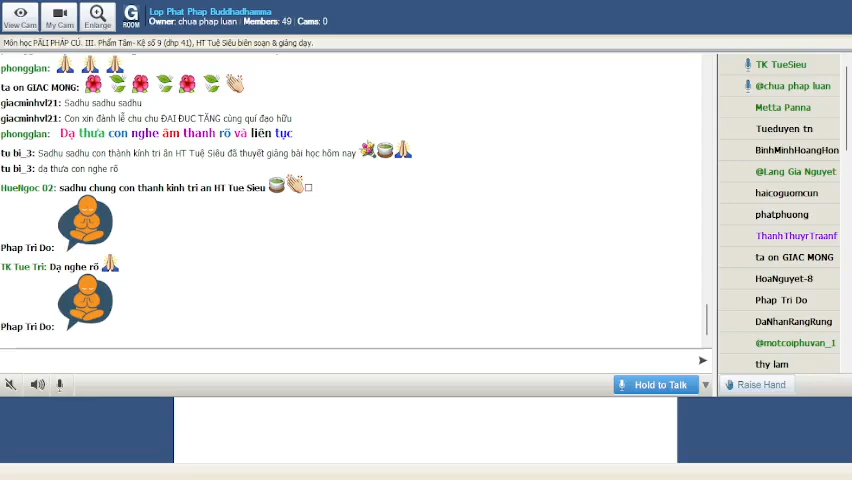 View Cam
My Cam
Enlarge
G
ROOM
Lop Phat Phap Buddhadhamma
Owner: chua phap luan Members: 49 Cams: 0
Môn học PĀLI PHÁP CÚ. III. Phẩm Tâm- Kệ số 9 (dhp 41), HT Tuệ Siêu biên soạn & giảng dạy.
phonggian:
ta on GIAC MONG:
giacminhvl21: Sadhu sadhu sadhu
giacminhvl21: Con xin đảnh lễ chu chu ĐẠI ĐUC TĂNG cùng quí đạo hữu
phonggian: Dạ thưa con nghe âm thanh rõ và liên tục
tu bi_3: Sadhu sadhu con thành kính tri ân HT Tuệ Siêu đã thuyết giảng bài học hôm nay
tu bi_3: dạ thưa con nghe rõ
HueNgoc 02: sadhu chung con thanh kinh tri an HT Tue Sieu
Phap Tri Do:
TK Tue Tri: Dạ nghe rõ
Phap Tri Do:
TK TueSieu
@chua phap luan
Metta Panna
Tueduyen tn
BinhMinhHoangHon
@Lang Gia Nguyet
haicoguomcun
phatphuong
ThanhThuyrTraanf
ta on GIAC MONG
HoaNguyet-8
Phap Tri Do
DaNhanRangRung
@motcoiphuvan_1
thy lam
Hold to Talk
Raise Hand